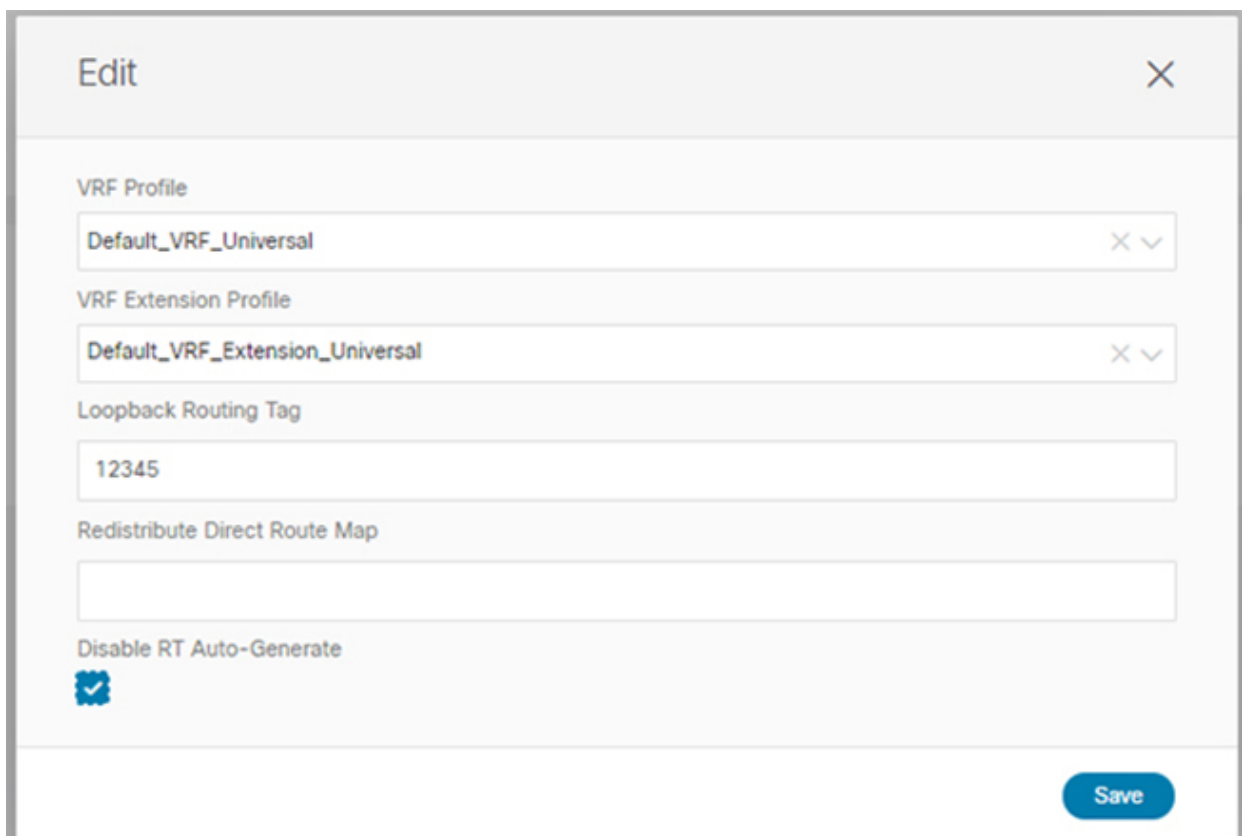 Edit
VRF Profile
Default_VRF_Universal
VRF Extension Profile
Default_VRF_Extension_Universal
Loopback Routing Tag
12345
Redistribute Direct Route Map
Disable RT Auto-Generate
Save